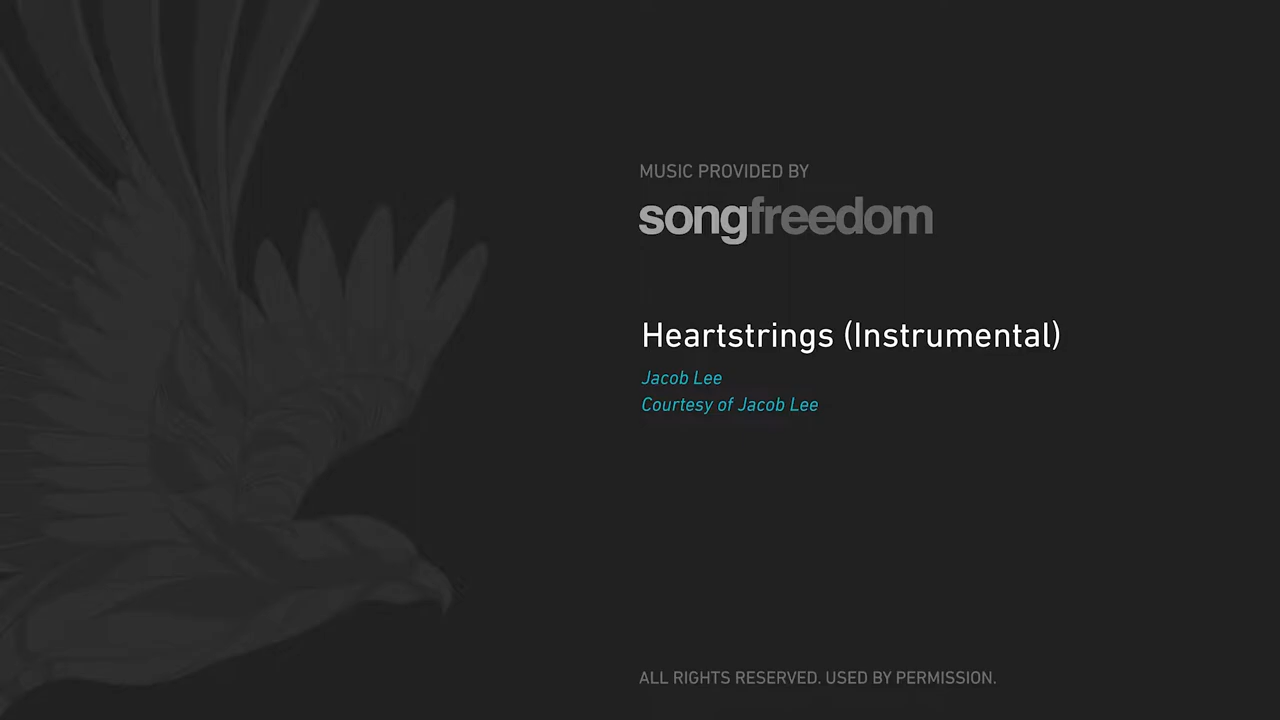 MUSIC PROVIDED BY
songfreedom
Heartstrings (Instrumental)
Jacob Lee
Courtesy of Jacob Lee
ALL RIGHTS RESERVED. USED BY PERMISSION.